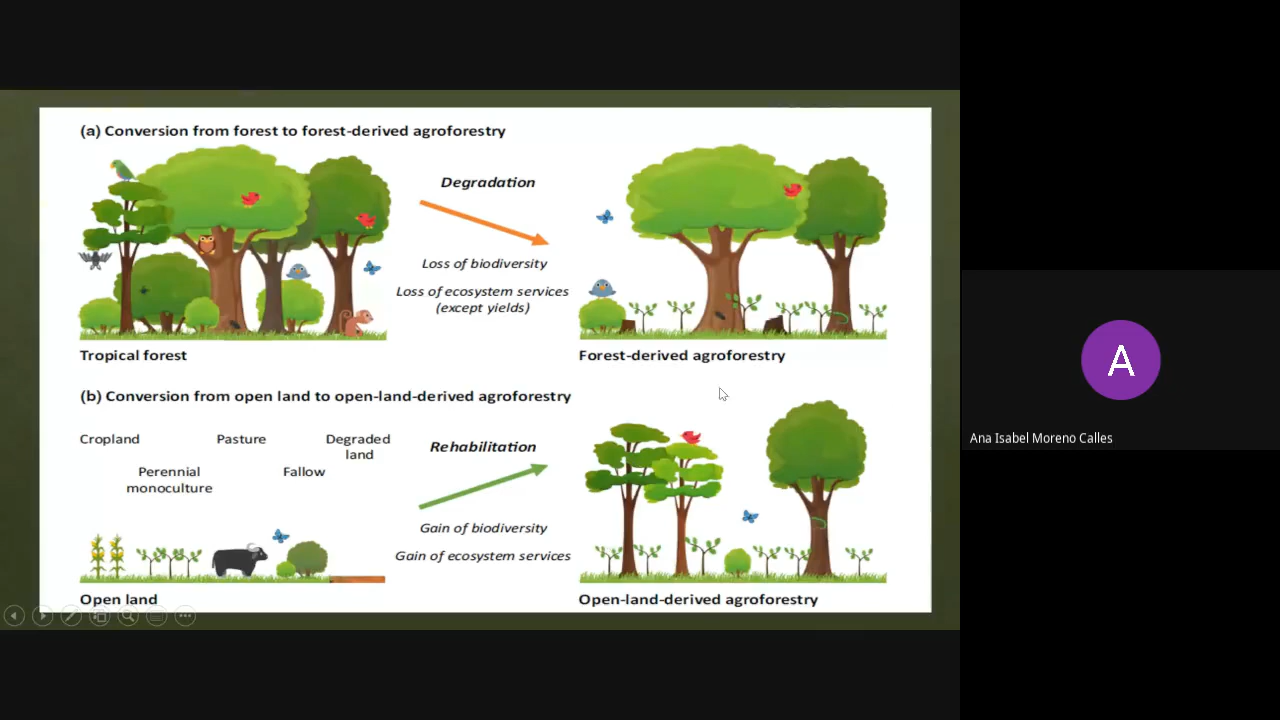 (a) Conversion from forest to forest-derived agroforestry
Degradation
Loss of biodiversity
Loss of ecosystem services
(except yields)
Tropical forest
Forest-derived agroforestry
(b) Conversion from open land to open-land-derived agroforestry
Cropland
Pasture
Degraded
land
Perennial
monoculture
Fallow
Rehabilitation
Gain of biodiversity
Gain of ecosystem services
Open land
Open-land-derived agroforestry
A
Ana Isabel Moreno Calles